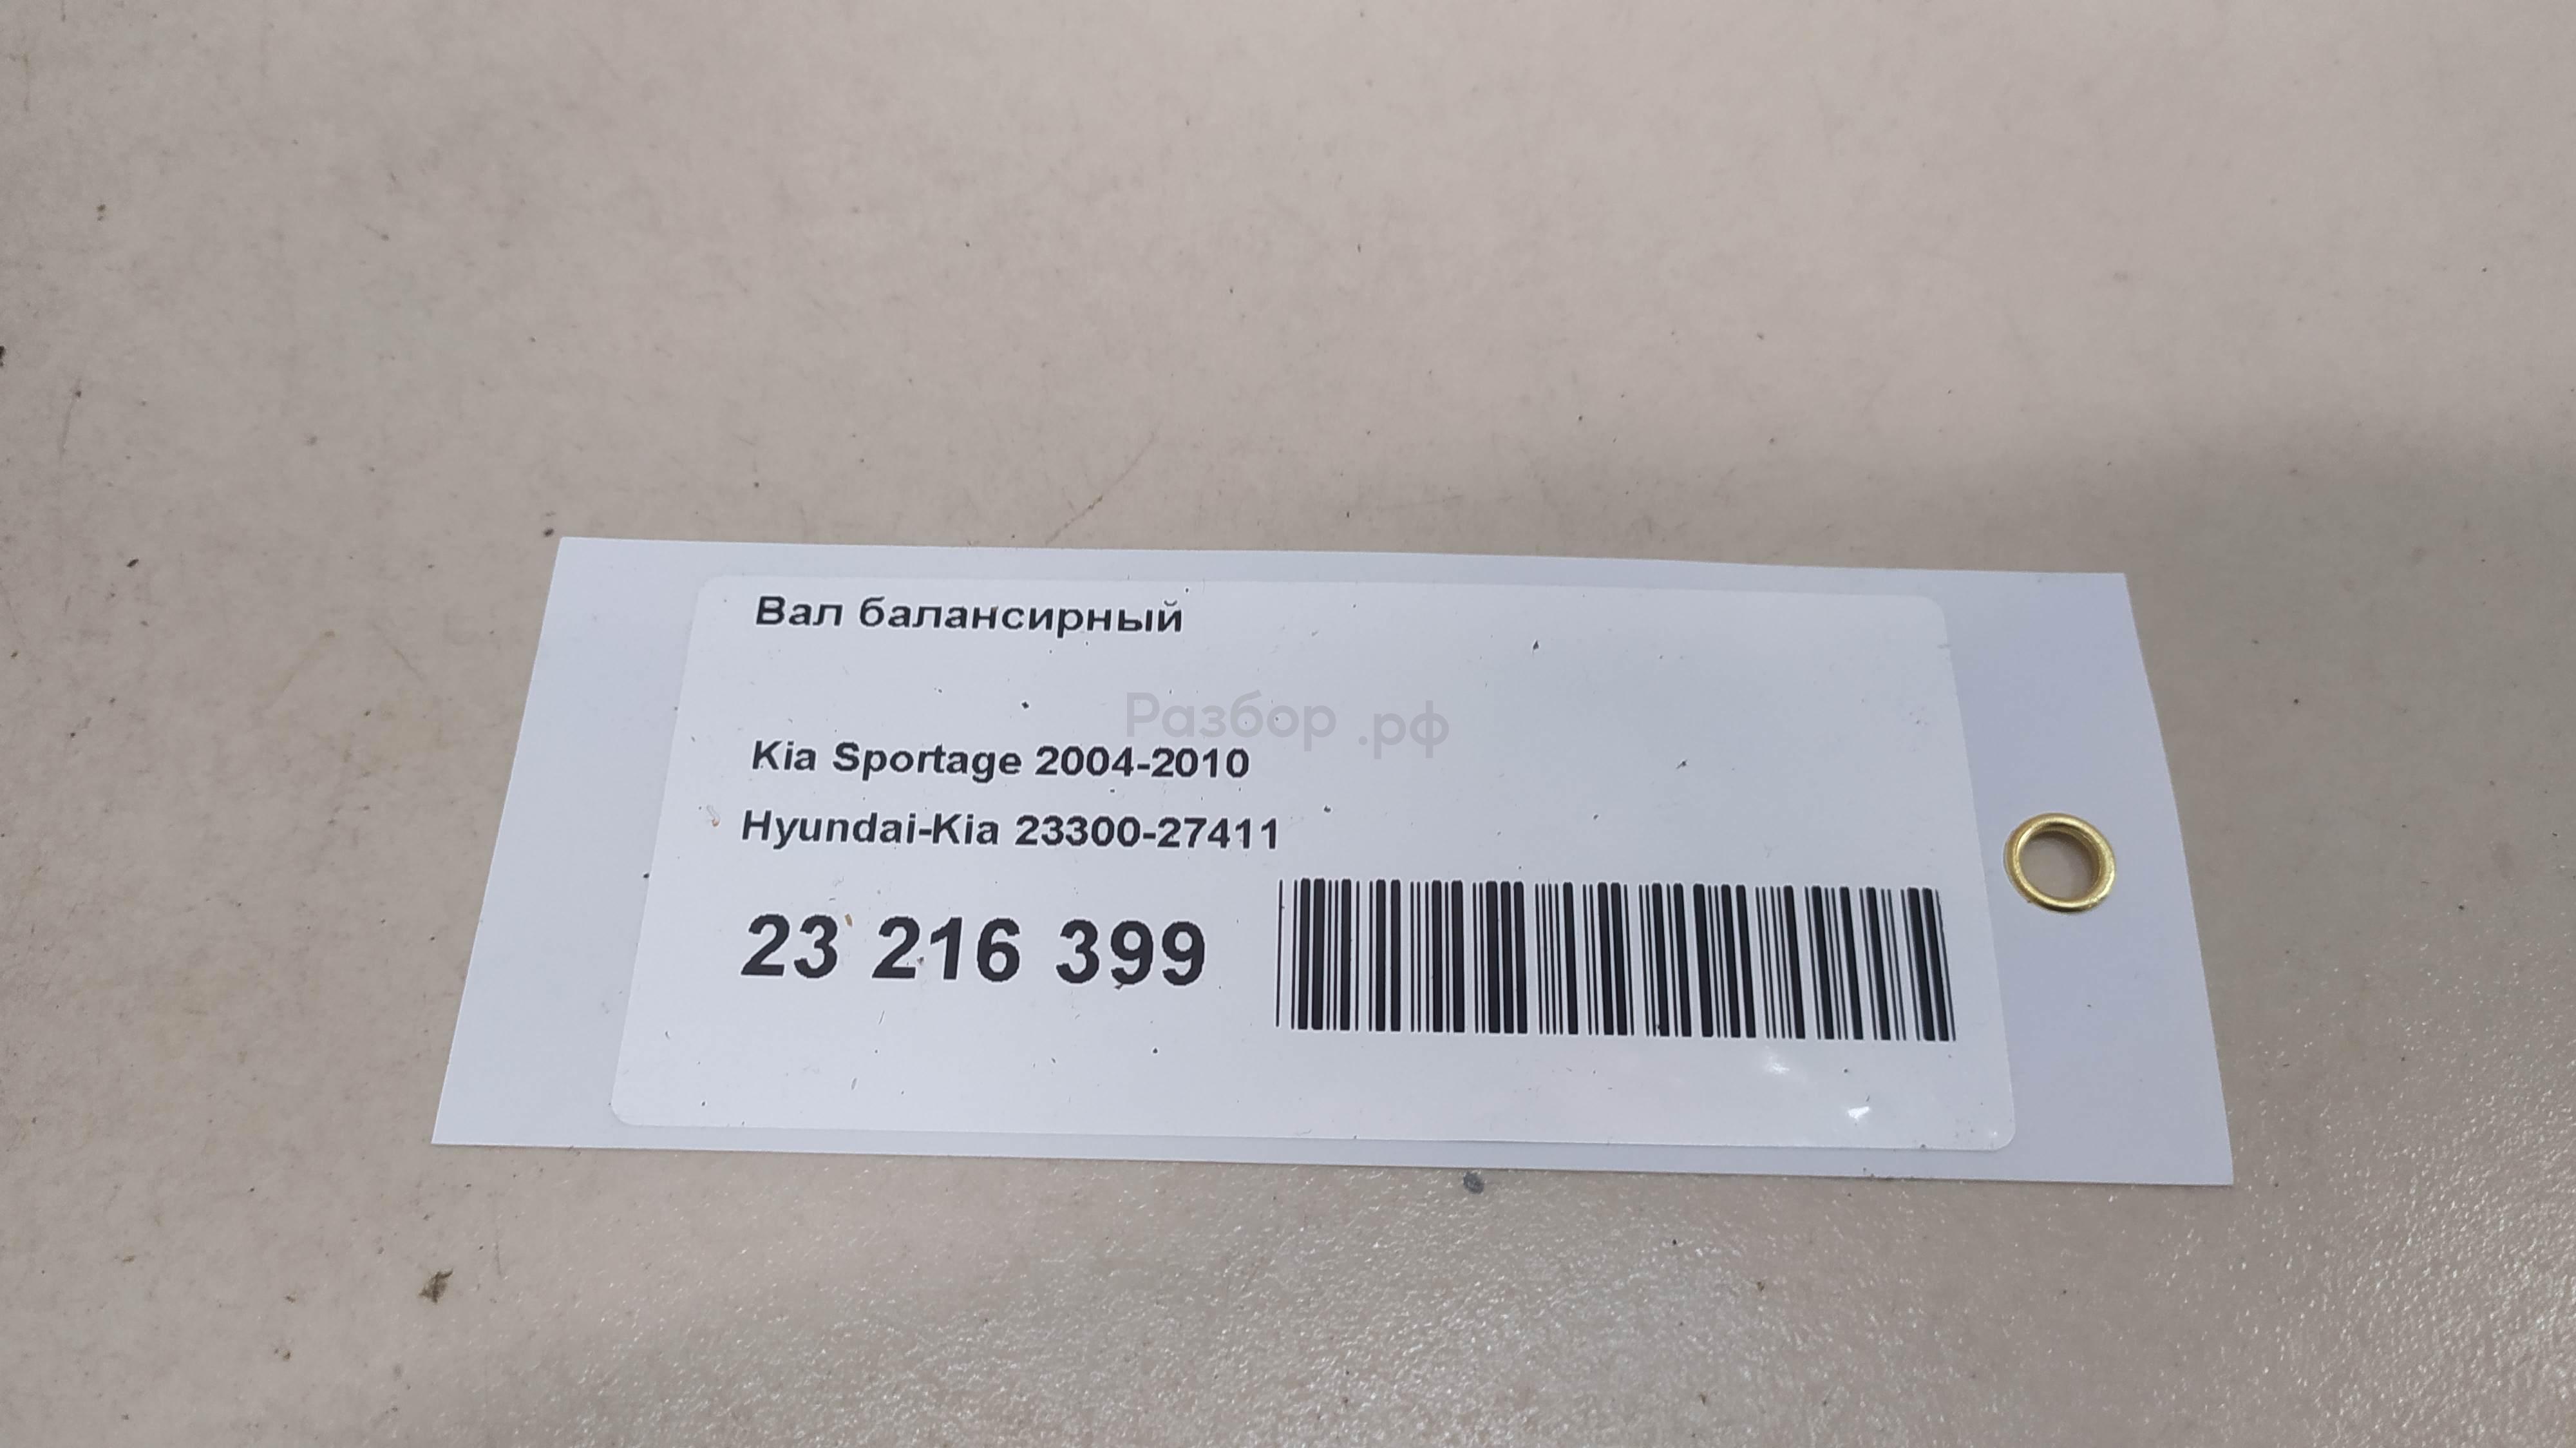 Вал балансирный
Разбор.рф
Kia Sportage 2004-2010
Hyundai-Kia 23300-27411
23 216 399